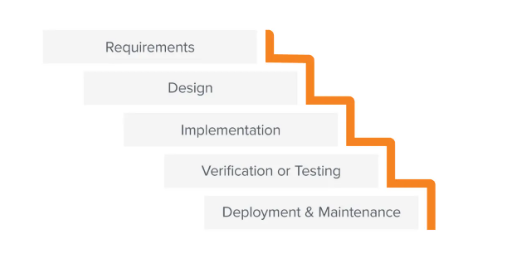 Requirements
Design
Implementation
Verification or Testing
Deployment & Maintenance